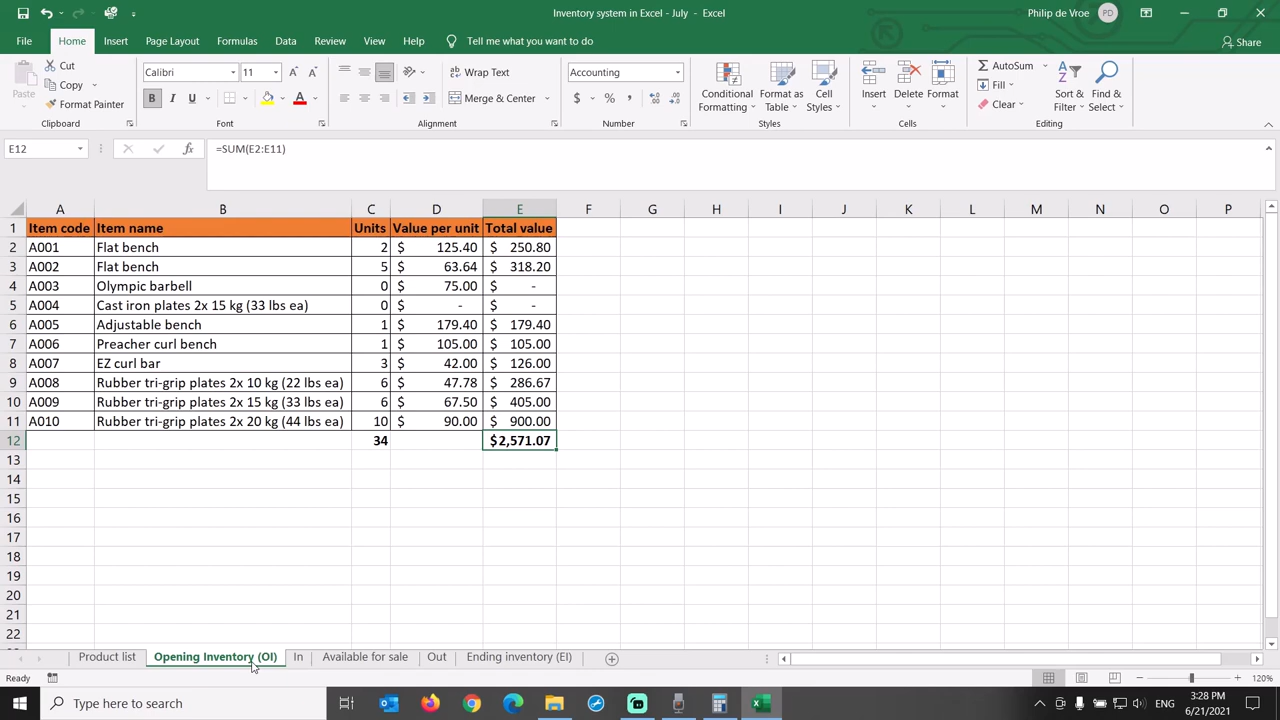 Inventory system in Excel - July - Excel
Philip de Vroe PD
File Home Insert Page Layout Formulas Data Review View Help Tell me what you want to do Share
Paste
Cut
Copy
Format Painter
Clipboard
Calibri 11
B I U
Font
Wrap Text
Merge & Center
Alignment
Accounting
$ % ,
Number
Conditional Formatting
Format as Table
Cell Styles
Styles
Insert Delete Format
Cells
AutoSum
Fill
Clear
Sort & Filter
Find & Select
Editing
E12 fx =SUM(E2:E11)
A B C D E F G H I J K L M N O P
1 Item code Item name Units Value per unit Total value
2 A001 Flat bench 2 $ 125.40 $ 250.80
3 A002 Flat bench 5 $ 63.64 $ 318.20
4 A003 Olympic barbell 0 $ 75.00 $ -
5 A004 Cast iron plates 2x 15 kg (33 lbs ea) 0 $ - $ -
6 A005 Adjustable bench 1 $ 179.40 $ 179.40
7 A006 Preacher curl bench 1 $ 105.00 $ 105.00
8 A007 EZ curl bar 3 $ 42.00 $ 126.00
9 A008 Rubber tri-grip plates 2x 10 kg (22 lbs ea) 6 $ 47.78 $ 286.67
10 A009 Rubber tri-grip plates 2x 15 kg (33 lbs ea) 6 $ 67.50 $ 405.00
11 A010 Rubber tri-grip plates 2x 20 kg (44 lbs ea) 10 $ 90.00 $ 900.00
12 34 $2,571.07
13
14
15
16
17
18
19
20
21
22
Product list Opening Inventory (OI) In Available for sale Out Ending inventory (EI)
Ready 120%
Type here to search
ENG
3:28 PM
6/21/2021